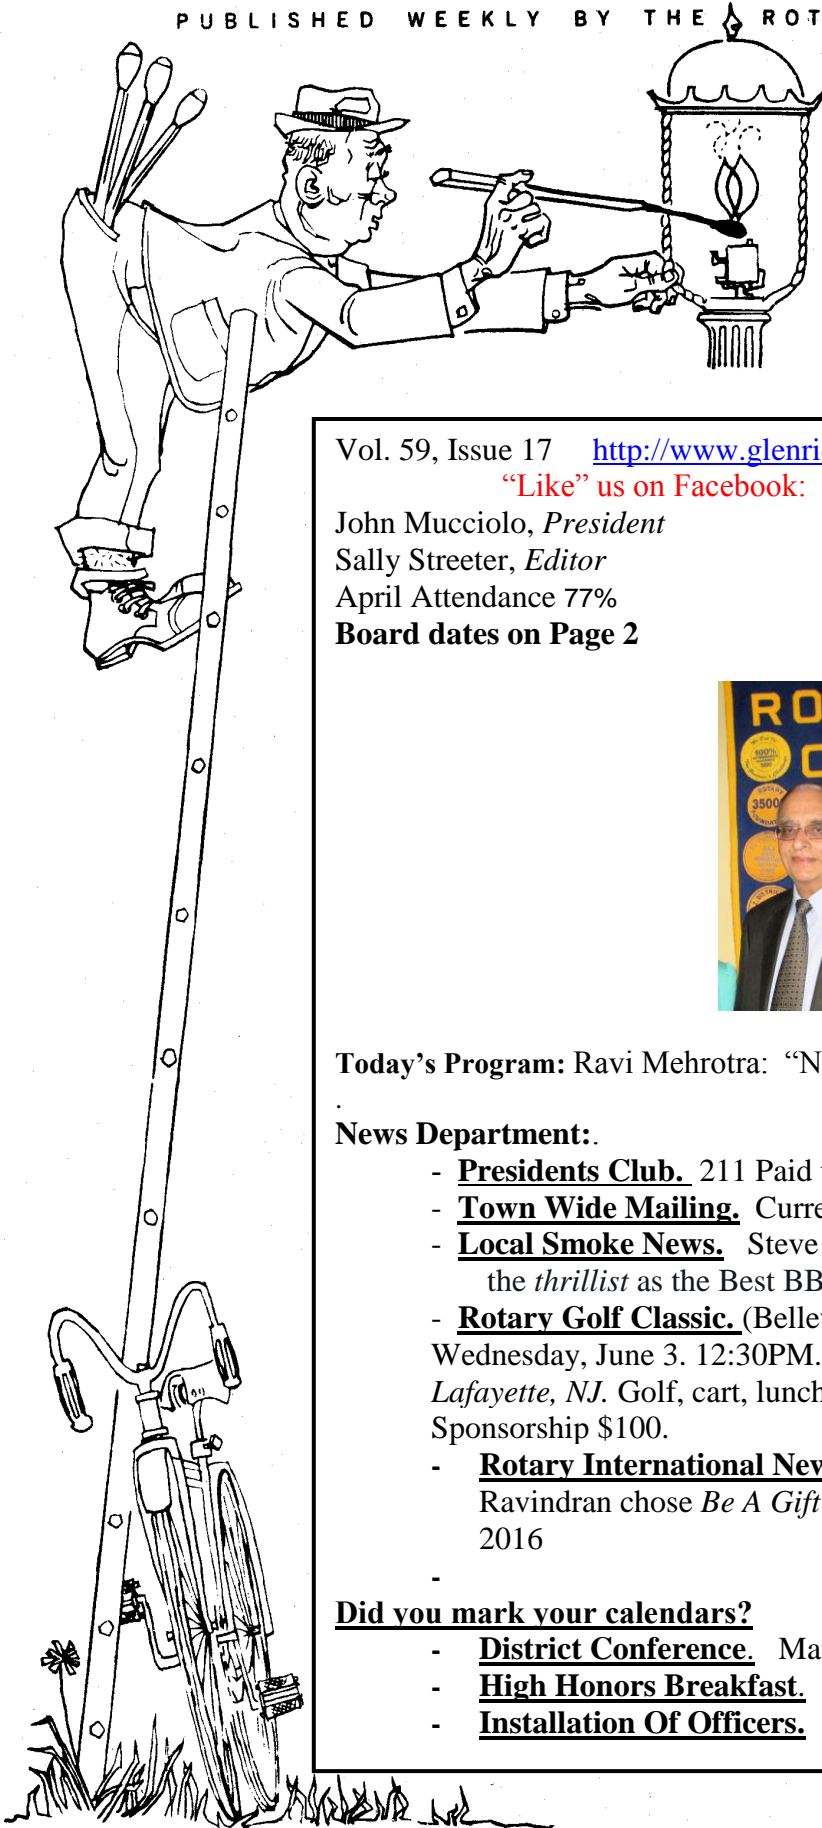 PUBLISHED WEEKLY BY THE ROT
Vol. 59, Issue 17 http://www.glenri
“Like” us on Facebook:
John Mucciolo, President
Sally Streeter, Editor
April Attendance 77%
Board dates on Page 2
RO
100%
3500
Today’s Program: Ravi Mehrotra: “N
.
News Department:.
- Presidents Club. 211 Paid
- Town Wide Mailing. Curre
- Local Smoke News. Steve
the thrillist as the Best BB
- Rotary Golf Classic. (Belle
Wednesday, June 3. 12:30PM.
Lafayette, NJ. Golf, cart, lunch
Sponsorship $100.
- Rotary International New
Ravindran chose Be A Gift
2016
-
Did you mark your calendars?
- District Conference. Ma
- High Honors Breakfast.
- Installation Of Officers.